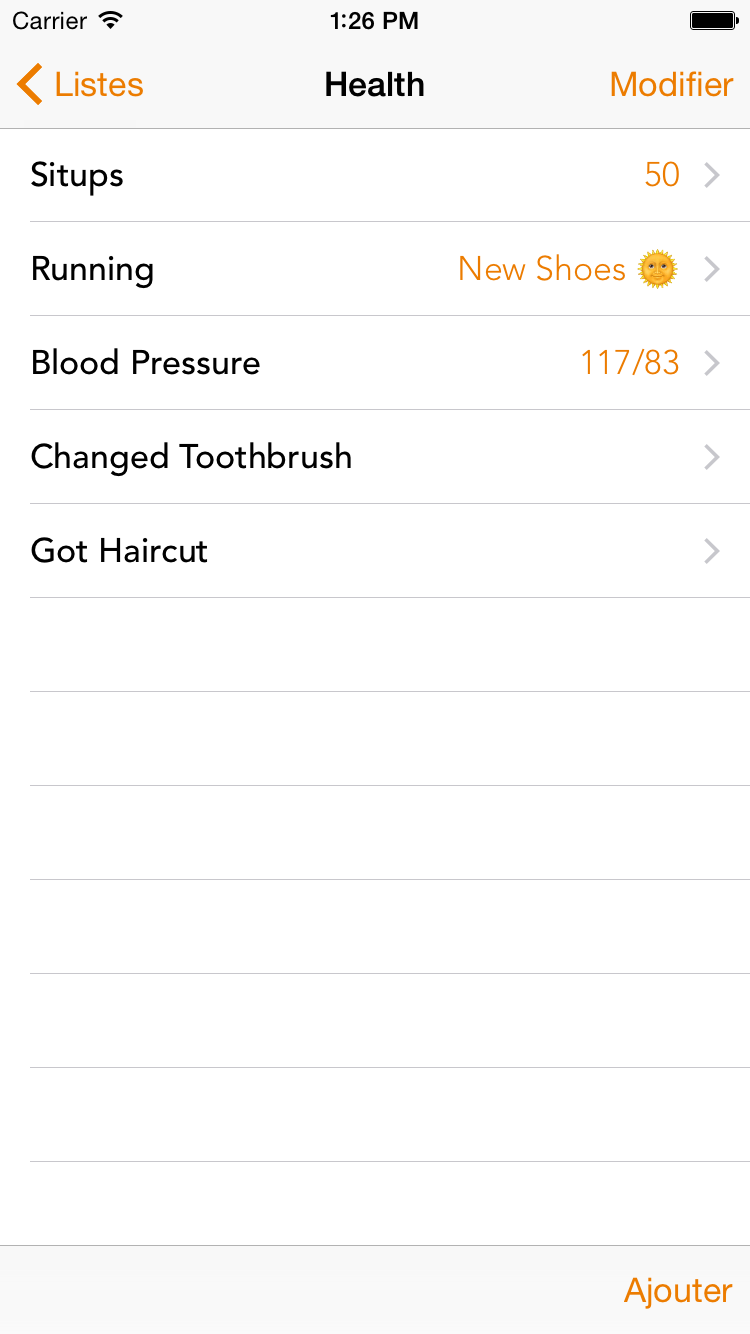 Carrier 1:26 PM
Listes Health Modifier
Situps 50
Running New Shoes 🌞
Blood Pressure 117/83
Changed Toothbrush
Got Haircut
Ajouter